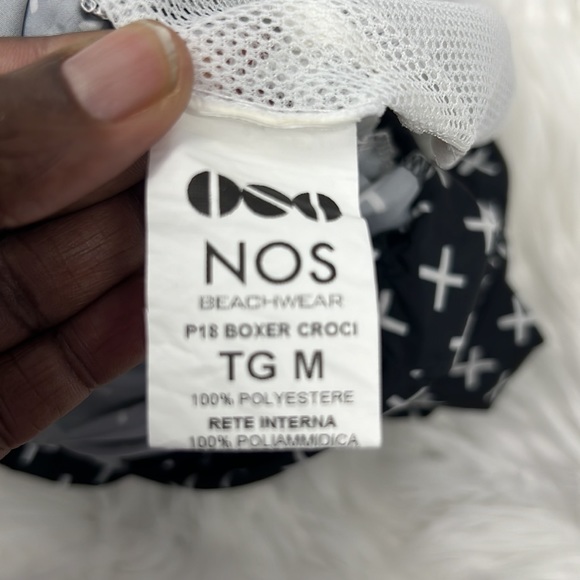 NOS
BEACHWEAR
P18 BOXER CROCI
TG M
100% POLYESTERE
RETE INTERNA
100% POLIAMMIDICA